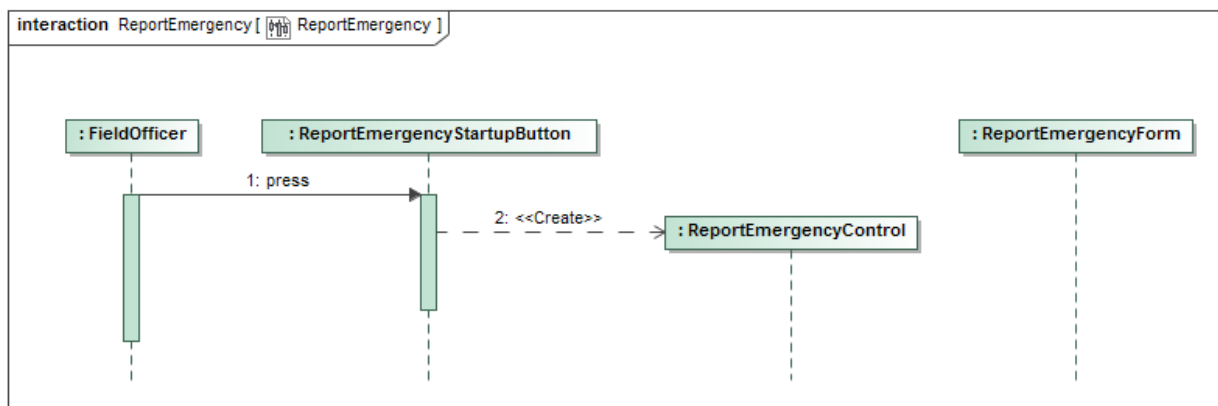 interaction ReportEmergency [ ReportEmergency ]
: FieldOfficer
: ReportEmergencyStartupButton
: ReportEmergencyForm
1: press
2: <<Create>>
: ReportEmergencyControl